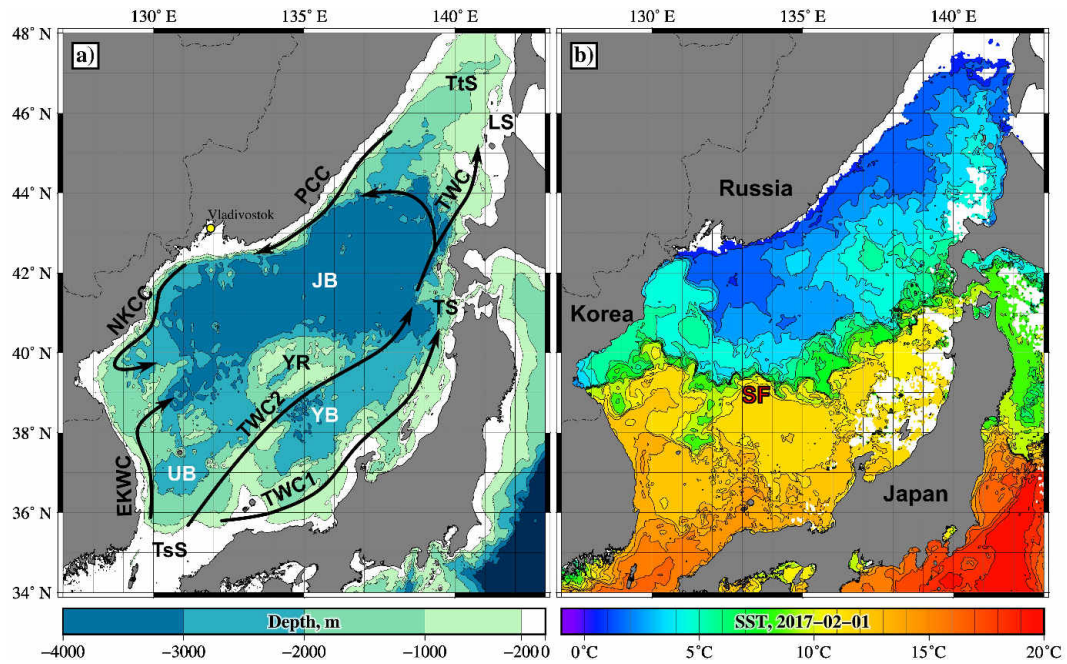 130° E
135° E
140° E
130° E
135° E
140° E
48° N
46° N
44° N
42° N
40° N
38° N
36° N
34° N
a)
TtS
LS
PCC
TWC
Vladivostok
JB
NKCC
TS
YR
TWC2
YB
UB
TWC1
EKWC
TsS
b)
Russia
Korea
SF
Japan
Depth, m
−4000
−3000
−2000
−1000
−200
0
SST, 2017−02−01
0°C
5°C
10°C
15°C
20°C